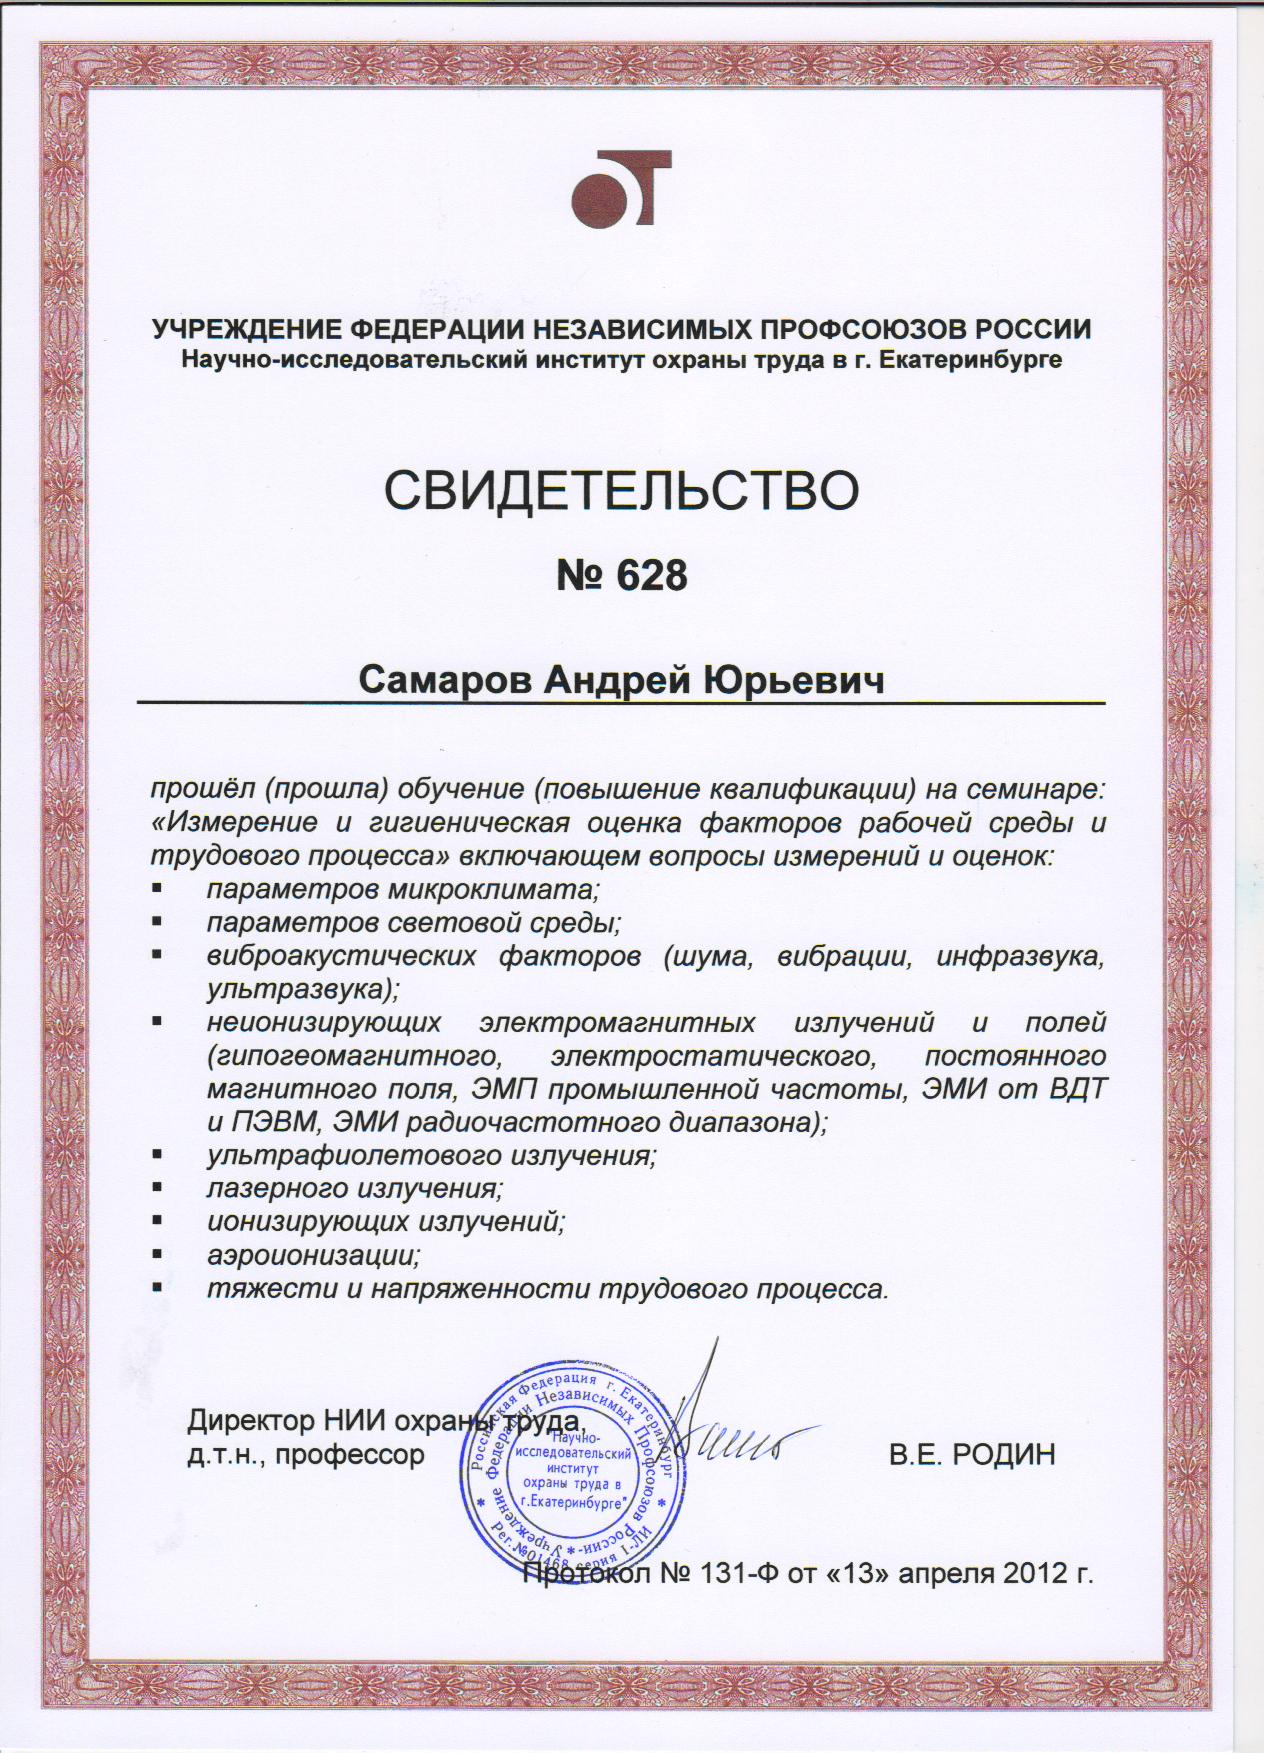 ОТ
УЧРЕЖДЕНИЕ ФЕДЕРАЦИИ НЕЗАВИСИМЫХ ПРОФСОЮЗОВ РОССИИ
Научно-исследовательский институт охраны труда в г. Екатеринбурге
СВИДЕТЕЛЬСТВО
№ 628
Самаров Андрей Юрьевич
прошёл (прошла) обучение (повышение квалификации) на семинаре:
«Измерение и гигиеническая оценка факторов рабочей среды и
трудового процесса» включающем вопросы измерений и оценок:
▪ параметров микроклимата;
▪ параметров световой среды;
▪ виброакустических факторов (шума, вибрации, инфразвука,
ультразвука);
▪ неионизирующих электромагнитных излучений и полей
(гипогеомагнитного, электростатического, постоянного
магнитного поля, ЭМП промышленной частоты, ЭМИ от ВДТ
и ПЭВМ, ЭМИ радиочастотного диапазона);
▪ ультрафиолетового излучения;
▪ лазерного излучения;
▪ ионизирующих излучений;
▪ аэроионизации;
▪ тяжести и напряженности трудового процесса.
Директор НИИ охраны труда,
д.т.н., профессор
В.Е. РОДИН
Российская Федерация г. Екатеринбург
* Рег.№01468 серия 1-ИЛ *
Учреждение Федерации Независимых Профсоюзов России-*
"Научно-
исследовательский
институт
охраны труда в
г.Екатеринбурге"
Протокол № 131-Ф от «13» апреля 2012 г.